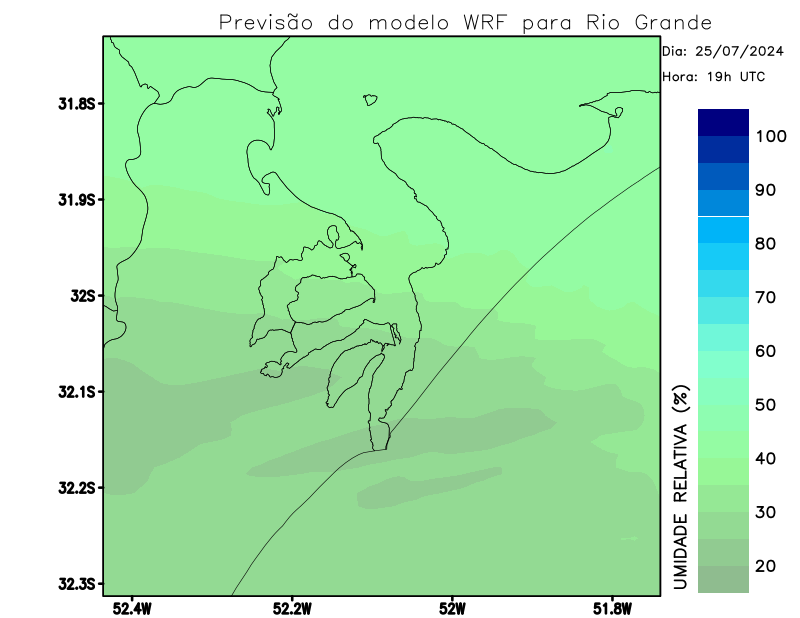 Previsão do modelo WRF para Rio Grande
Dia: 25/07/2024
Hora: 19h UTC
31.8S
31.9S
32S
32.1S
32.2S
32.3S
52.4W
52.2W
52W
51.8W
UMIDADE RELATIVA (%)
100
90
80
70
60
50
40
30
20